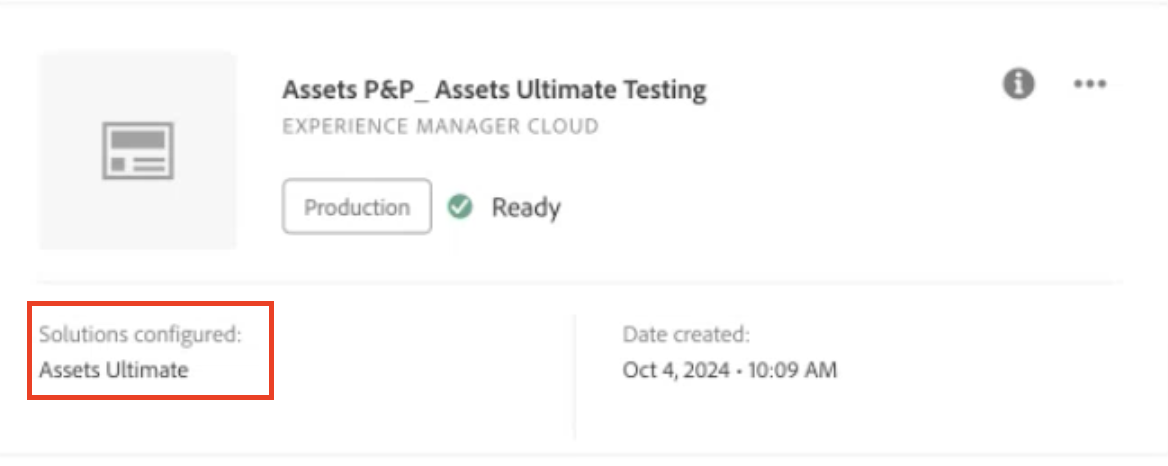 Assets P&P_ Assets Ultimate Testing
EXPERIENCE MANAGER CLOUD
Production
Ready
Solutions configured:
Assets Ultimate
Date created:
Oct 4, 2024 • 10:09 AM